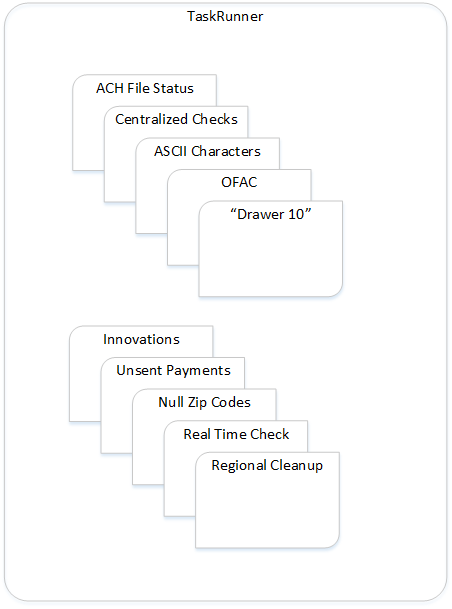 TaskRunner
ACH File Status
Centralized Checks
ASCII Characters
OFAC
“Drawer 10”
Innovations
Unsent Payments
Null Zip Codes
Real Time Check
Regional Cleanup